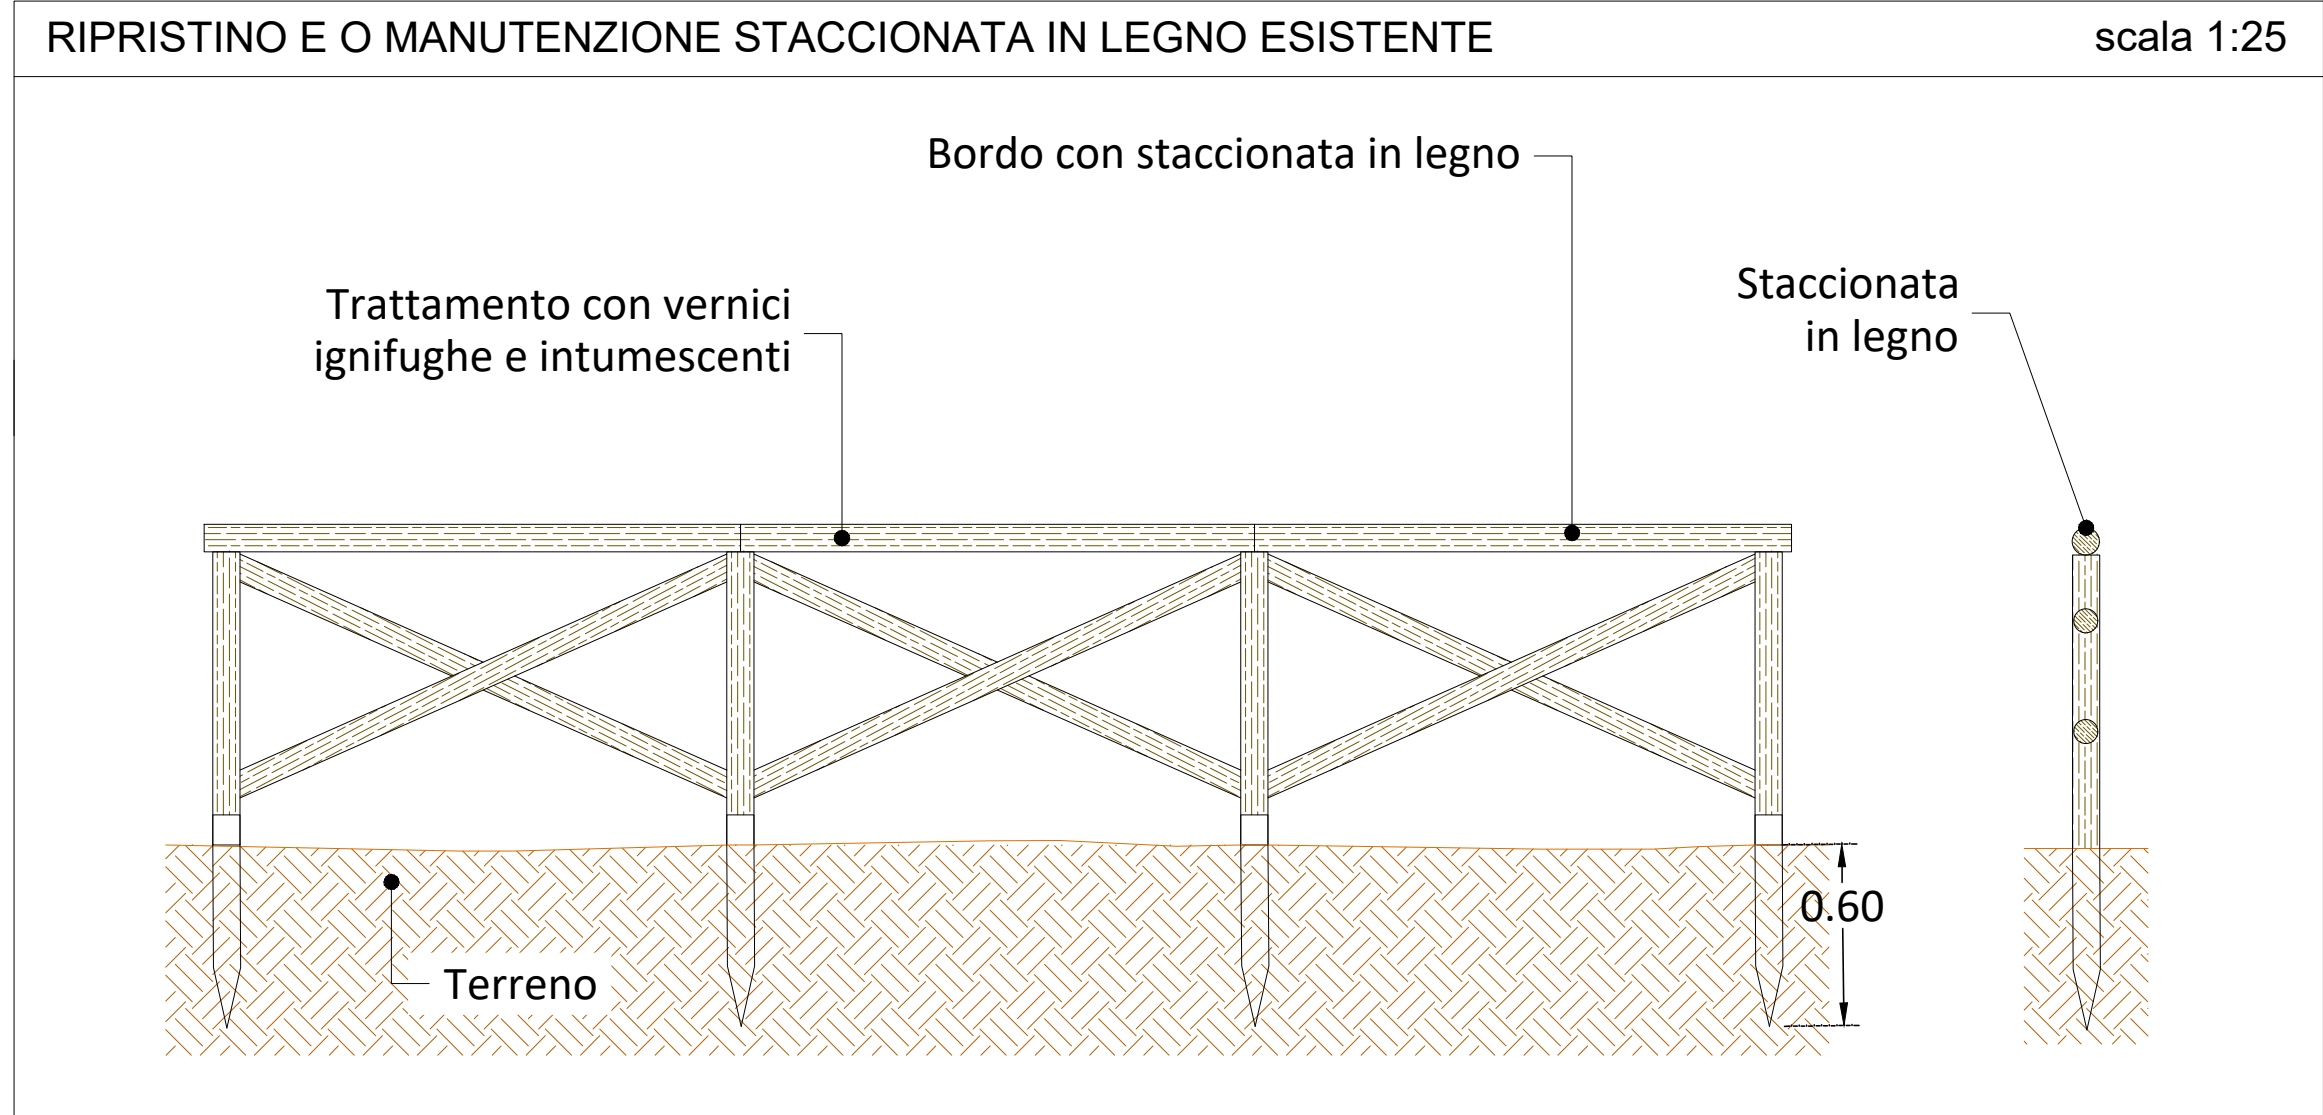 RIPRISTINO E O MANUTENZIONE STACCIONATA IN LEGNO ESISTENTE
scala 1:25
Bordo con staccionata in legno
Trattamento con vernici
ignifughe e intumescenti
Staccionata
in legno
0.60
Terreno